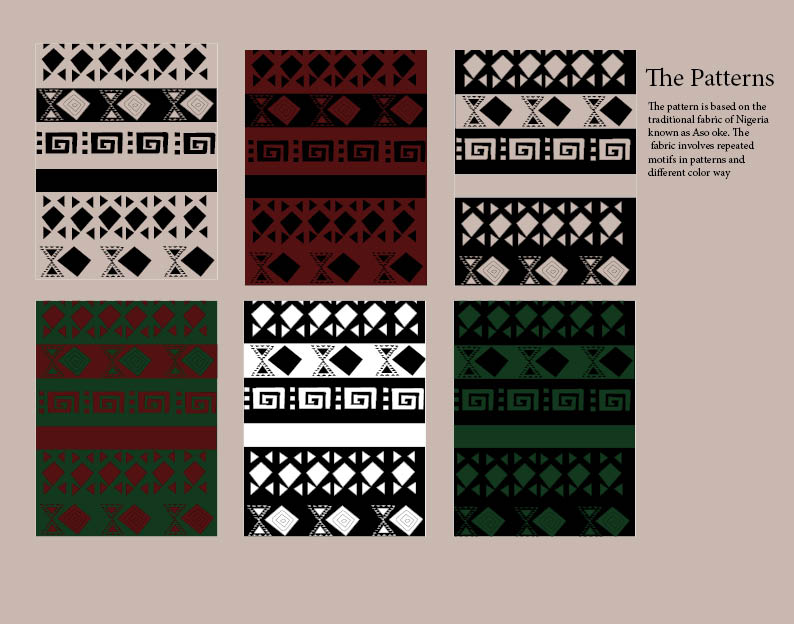 The Patterns
The pattern is based on the
traditional fabric of Nigeria
known as Aso oke. The
fabric involves repeated
motifs in patterns and
different color way